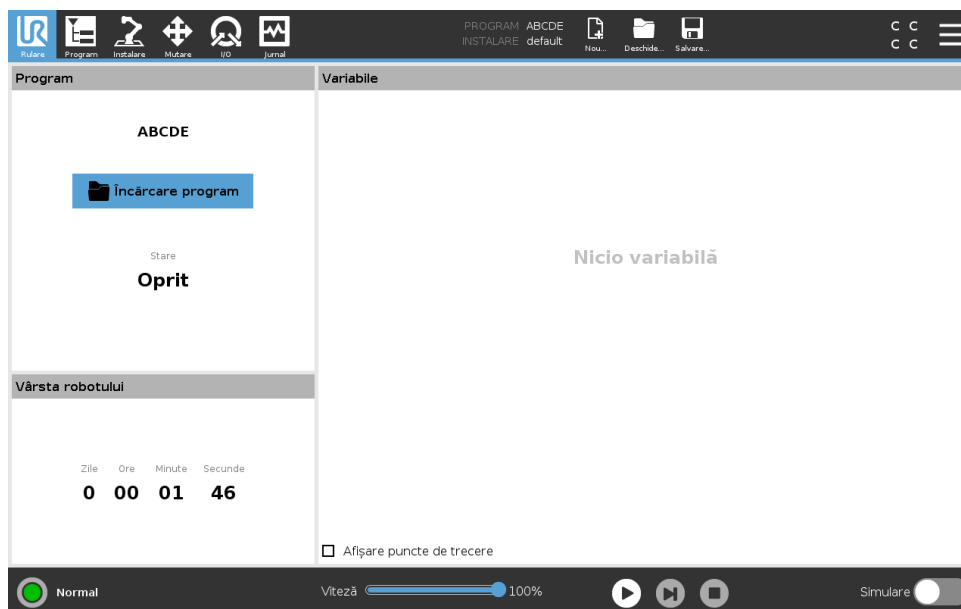 UR
Rulare
Program
Instalare
Mutare
I/O
Jurnal
PROGRAM ABCDE
INSTALARE default
Nou...
Deschide...
Salvare...
C C
C C
Program
Variabile
ABCDE
Încărcare program
Stare
Oprit
Nicio variabilă
Vârsta robotului
Zile Ore Minute Secunde
0 00 01 46
Afișare puncte de trecere
Normal
Viteză 100%
Simulare